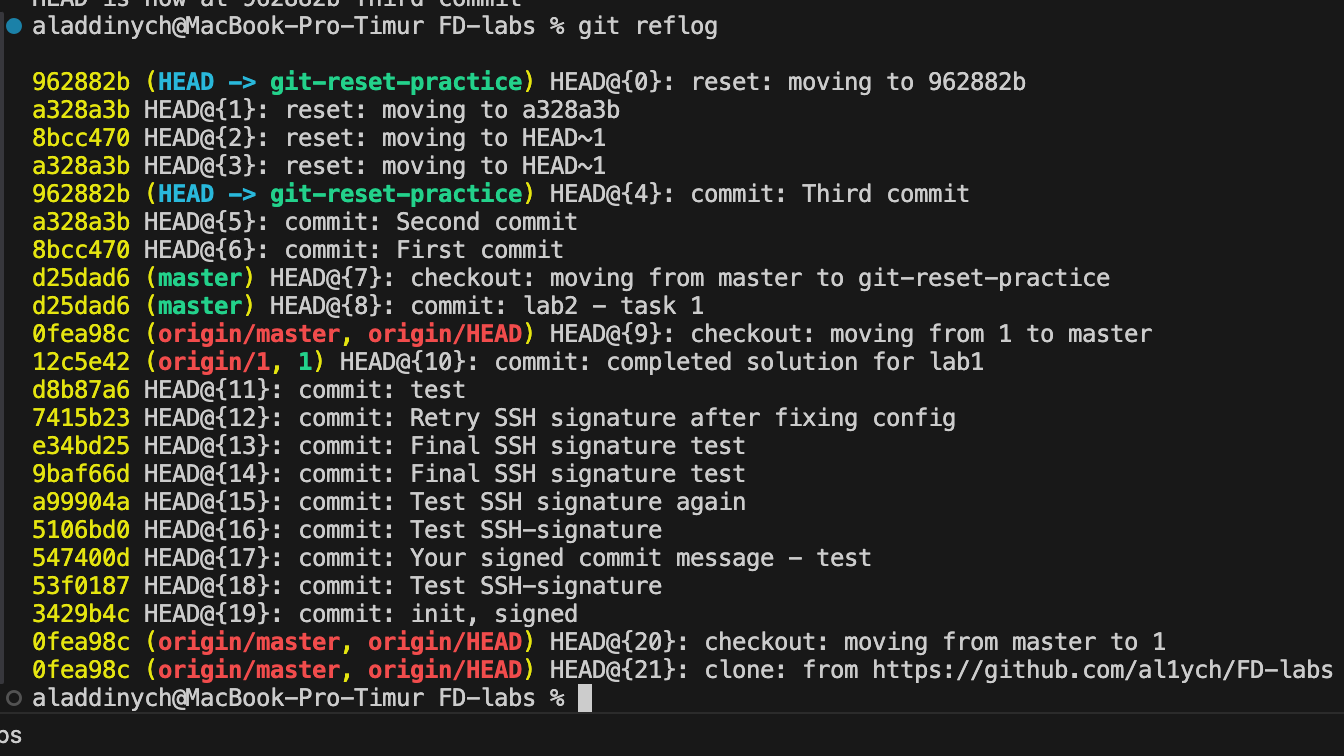 HEAD is now at 962882b Third commit
aladdinych@MacBook-Pro-Timur FD-labs % git reflog
962882b (HEAD -> git-reset-practice) HEAD@{0}: reset: moving to 962882b
a328a3b HEAD@{1}: reset: moving to a328a3b
8bcc470 HEAD@{2}: reset: moving to HEAD~1
a328a3b HEAD@{3}: reset: moving to HEAD~1
962882b (HEAD -> git-reset-practice) HEAD@{4}: commit: Third commit
a328a3b HEAD@{5}: commit: Second commit
8bcc470 HEAD@{6}: commit: First commit
d25dad6 (master) HEAD@{7}: checkout: moving from master to git-reset-practice
d25dad6 (master) HEAD@{8}: commit: lab2 - task 1
0fea98c (origin/master, origin/HEAD) HEAD@{9}: checkout: moving from 1 to master
12c5e42 (origin/1, 1) HEAD@{10}: commit: completed solution for lab1
d8b87a6 HEAD@{11}: commit: test
7415b23 HEAD@{12}: commit: Retry SSH signature after fixing config
e34bd25 HEAD@{13}: commit: Final SSH signature test
9baf66d HEAD@{14}: commit: Final SSH signature test
a99904a HEAD@{15}: commit: Test SSH signature again
5106bd0 HEAD@{16}: commit: Test SSH-signature
547400d HEAD@{17}: commit: Your signed commit message - test
53f0187 HEAD@{18}: commit: Test SSH-signature
3429b4c HEAD@{19}: commit: init, signed
0fea98c (origin/master, origin/HEAD) HEAD@{20}: checkout: moving from master to 1
0fea98c (origin/master, origin/HEAD) HEAD@{21}: clone: from https://github.com/al1ych/FD-labs
aladdinych@MacBook-Pro-Timur FD-labs %